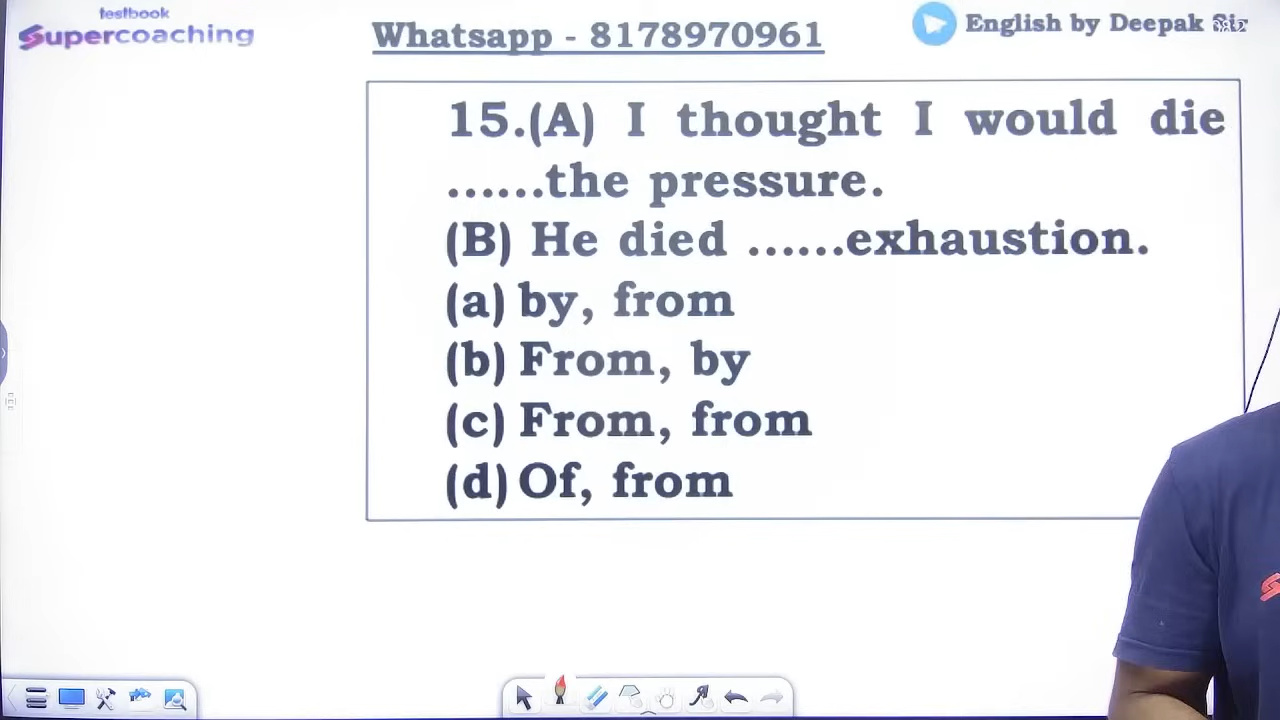 testbook
Supercoaching
Whatsapp - 8178970961
English by Deepak Sir
15.(A) I thought I would die
......the pressure.
(B) He died ......exhaustion.
(a) by, from
(b) From, by
(c) From, from
(d) Of, from